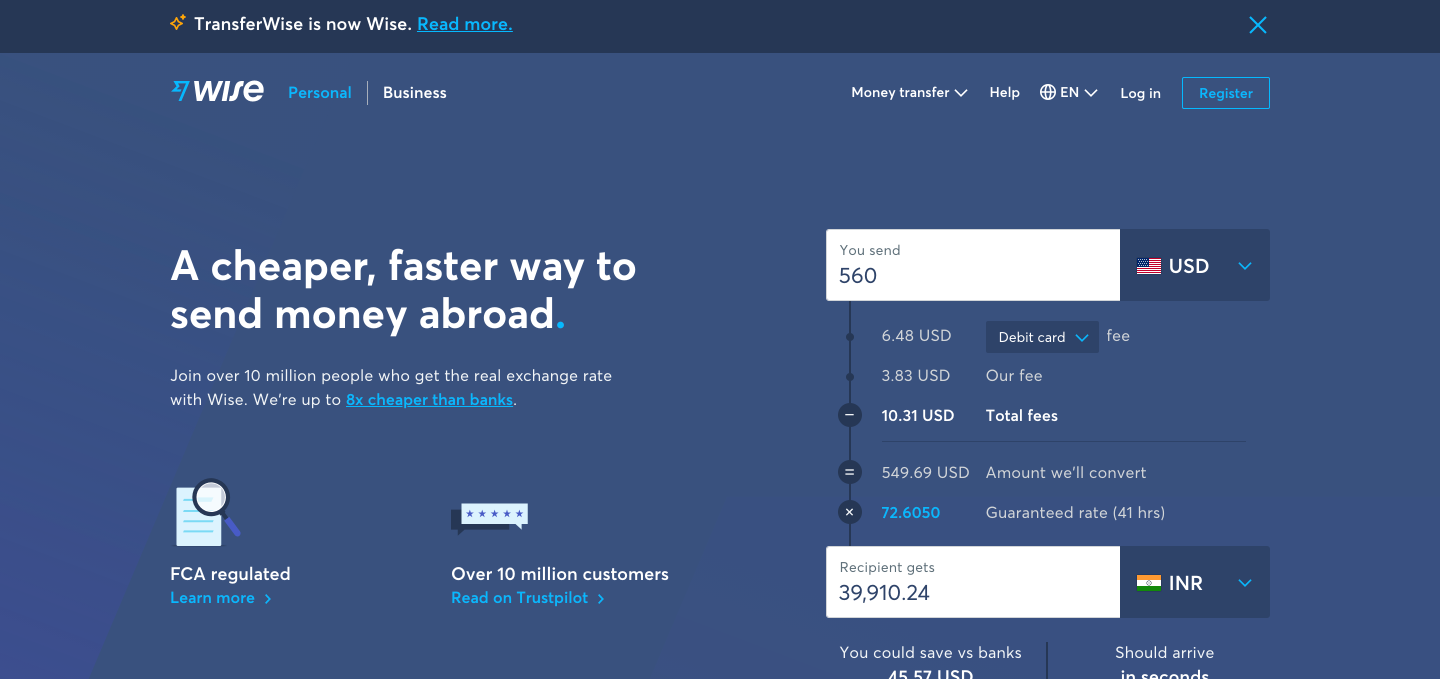 TransferWise is now Wise. Read more.
WISE
Personal
Business
Money transfer
Help
EN
Log in
Register
A cheaper, faster way to
send money abroad.
Join over 10 million people who get the real exchange rate
with Wise. We're up to 8x cheaper than banks.
FCA regulated
Learn more
Over 10 million customers
Read on Trustpilot
You send
560
USD
6.48 USD Debit card fee
3.83 USD Our fee
10.31 USD Total fees
549.69 USD Amount we'll convert
72.6050 Guaranteed rate (41 hrs)
Recipient gets
39,910.24
INR
You could save vs banks
45.57 USD
Should arrive
in seconds